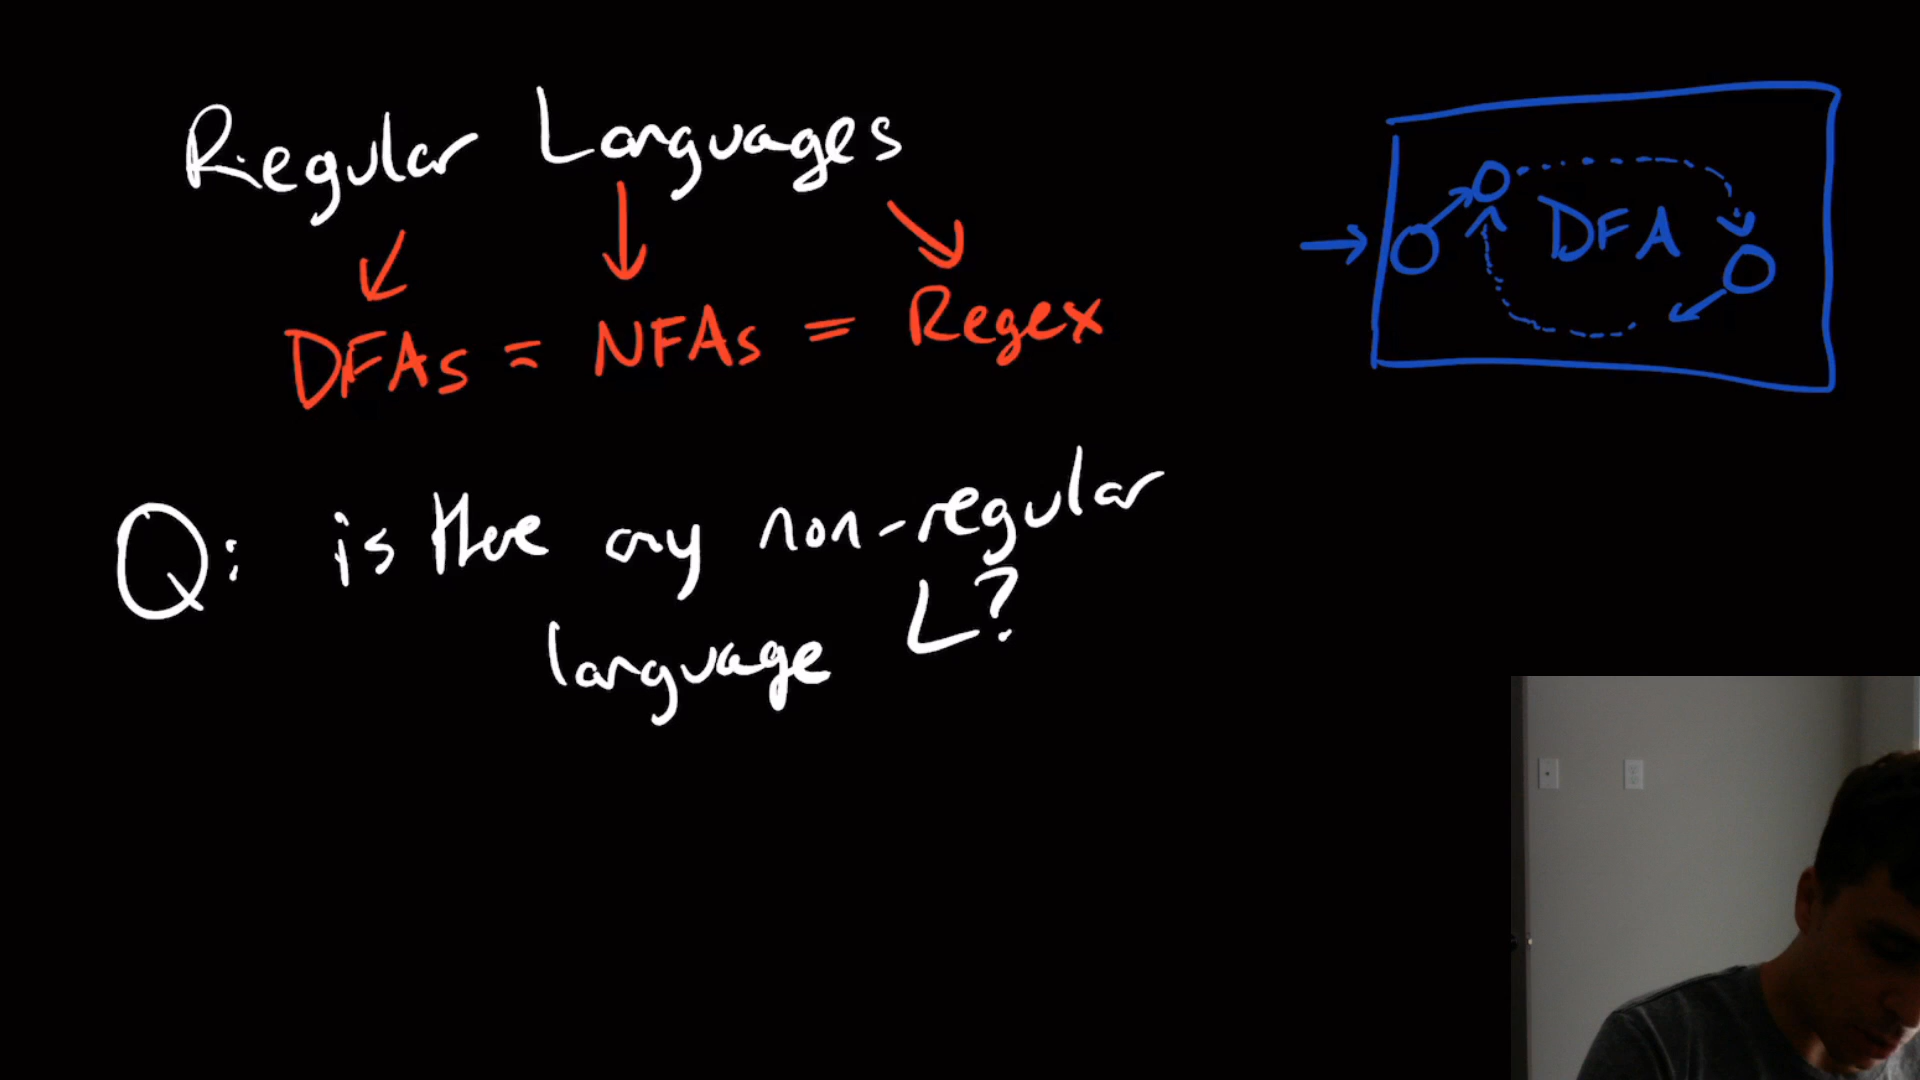 Regular Languages
DFAs = NFAs = Regex
DFA
Q: is there any non-regular
language L?